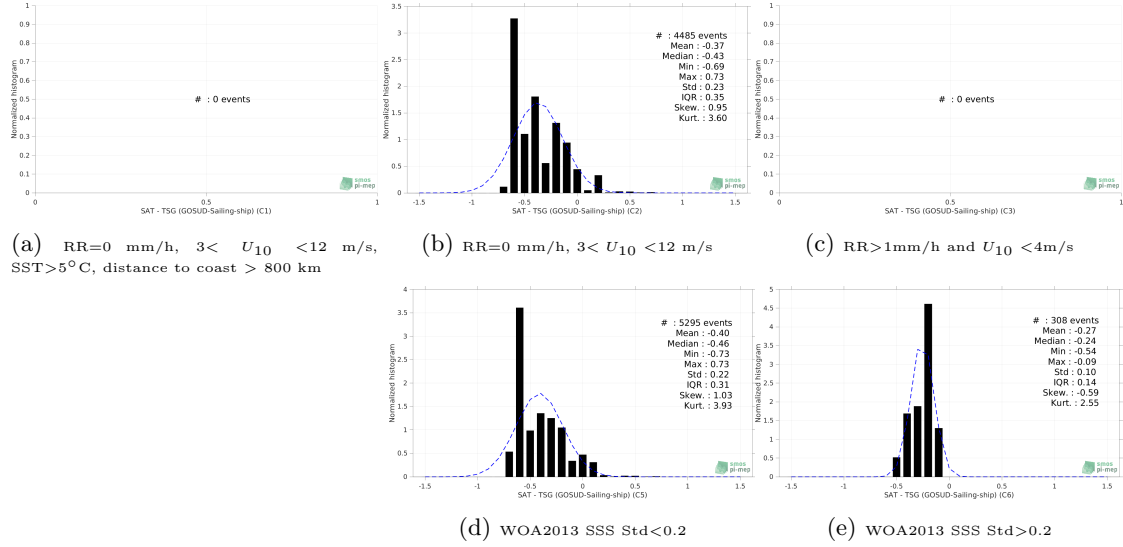 1
0.9
0.8
0.7
0.6
0.5
0.4
0.3
0.2
0.1
0
Normalized histogram
# : 0 events
0 0.5 1
SAT - TSG (GOSUD-Sailing-ship) (C1)
smos
pi-mep
(a) RR=0 mm/h, 3< U10 <12 m/s,
SST>5°C, distance to coast > 800 km
3.5
3
2.5
2
1.5
1
0.5
0
Normalized histogram
# : 4485 events
Mean : -0.37
Median : -0.43
Min : -0.69
Max : 0.73
Std : 0.23
IQR : 0.35
Skew. : 0.95
Kurt. : 3.60
-1.5 -1 -0.5 0 0.5 1 1.5
SAT - TSG (GOSUD-Sailing-ship) (C2)
smos
pi-mep
(b) RR=0 mm/h, 3< U10 <12 m/s
1
0.9
0.8
0.7
0.6
0.5
0.4
0.3
0.2
0.1
0
Normalized histogram
# : 0 events
0 0.5 1
SAT - TSG (GOSUD-Sailing-ship) (C3)
smos
pi-mep
(c) RR>1mm/h and U10 <4m/s
4
3.5
3
2.5
2
1.5
1
0.5
0
Normalized histogram
# : 5295 events
Mean : -0.40
Median : -0.46
Min : -0.73
Max : 0.73
Std : 0.22
IQR : 0.31
Skew. : 1.03
Kurt. : 3.93
-1.5 -1 -0.5 0 0.5 1 1.5
SAT - TSG (GOSUD-Sailing-ship) (C5)
smos
pi-mep
(d) WOA2013 SSS Std<0.2
5
4.5
4
3.5
3
2.5
2
1.5
1
0.5
0
Normalized histogram
# : 308 events
Mean : -0.27
Median : -0.24
Min : -0.54
Max : -0.09
Std : 0.10
IQR : 0.14
Skew. : -0.59
Kurt. : 2.55
-1.5 -1 -0.5 0 0.5 1 1.5
SAT - TSG (GOSUD-Sailing-ship) (C6)
smos
pi-mep
(e) WOA2013 SSS Std>0.2